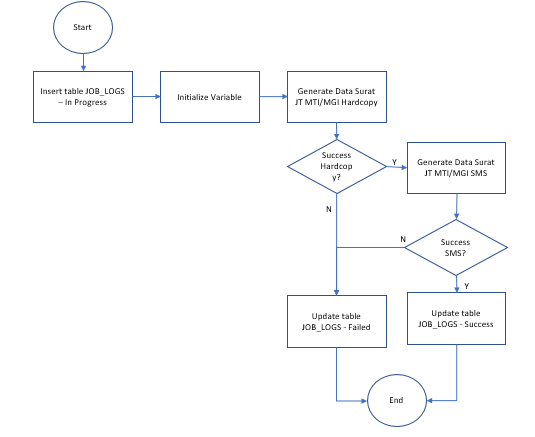 Start
Insert table JOB_LOGS
– In Progress
Initialize Variable
Generate Data Surat
JT MTI/MGI Hardcopy
Success
Hardcop
y?
Y
Generate Data Surat
JT MTI/MGI SMS
N
N
Success
SMS?
Y
Update table
JOB_LOGS - Failed
Update table
JOB_LOGS - Success
End